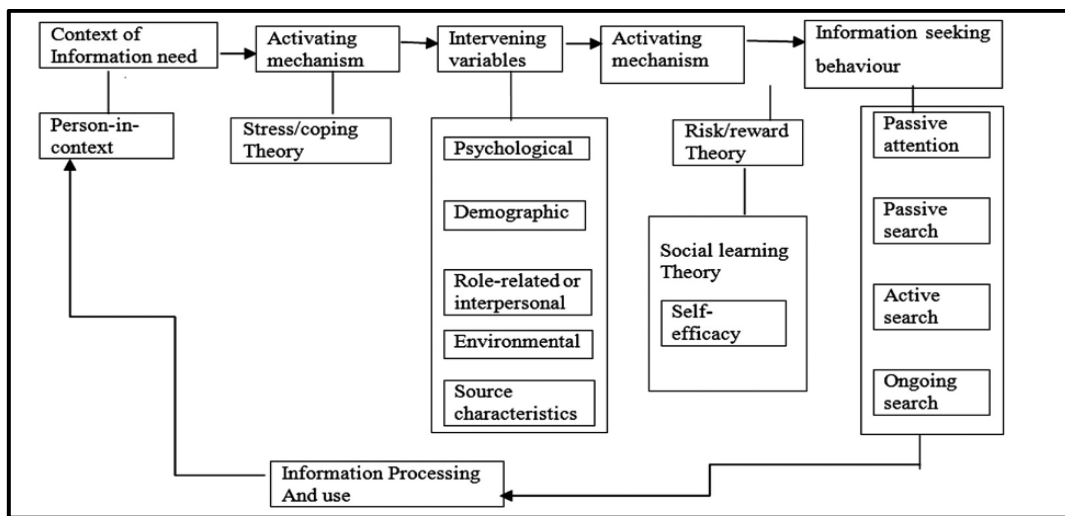 Context of
Information need
Activating
mechanism
Intervening
variables
Activating
mechanism
Information seeking
behaviour
Person-in-
context
Stress/coping
Theory
Psychological
Demographic
Role-related or
interpersonal
Environmental
Source
characteristics
Risk/reward
Theory
Social learning
Theory
Self-
efficacy
Passive
attention
Passive
search
Active
search
Ongoing
search
Information Processing
And use